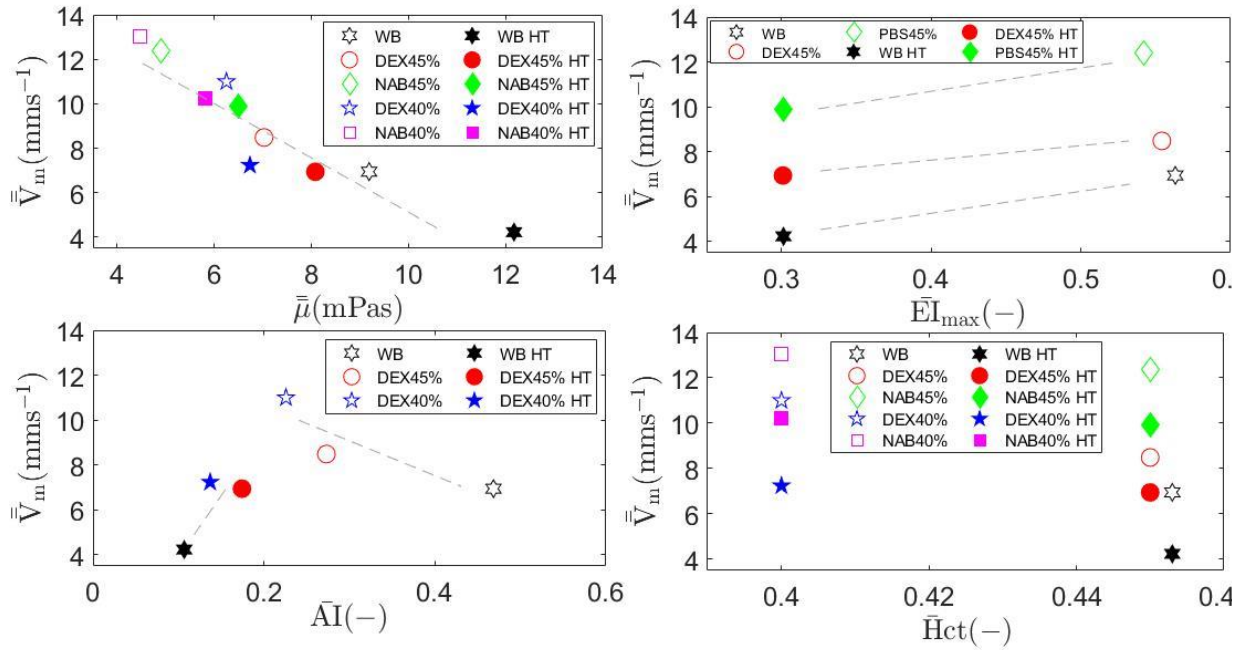 14
12
10
8
6
4
V̿ₘ(mms⁻¹)
WB WB HT
DEX45% DEX45% HT
NAB45% NAB45% HT
DEX40% DEX40% HT
NAB40% NAB40% HT
4 6 8 10 12 14
μ̿(mPas)
14
12
10
8
6
4
V̿ₘ(mms⁻¹)
WB PBS45% DEX45% HT
DEX45% WB HT PBS45% HT
0.3 0.4 0.5 0.
ĒImax(−)
14
12
10
8
6
4
V̿ₘ(mms⁻¹)
WB WB HT
DEX45% DEX45% HT
DEX40% DEX40% HT
0 0.2 0.4 0.6
ĀI(−)
14
12
10
8
6
4
V̿ₘ(mms⁻¹)
WB WB HT
DEX45% DEX45% HT
NAB45% NAB45% HT
DEX40% DEX40% HT
NAB40% NAB40% HT
0.4 0.42 0.44 0.4
H̄ct(−)